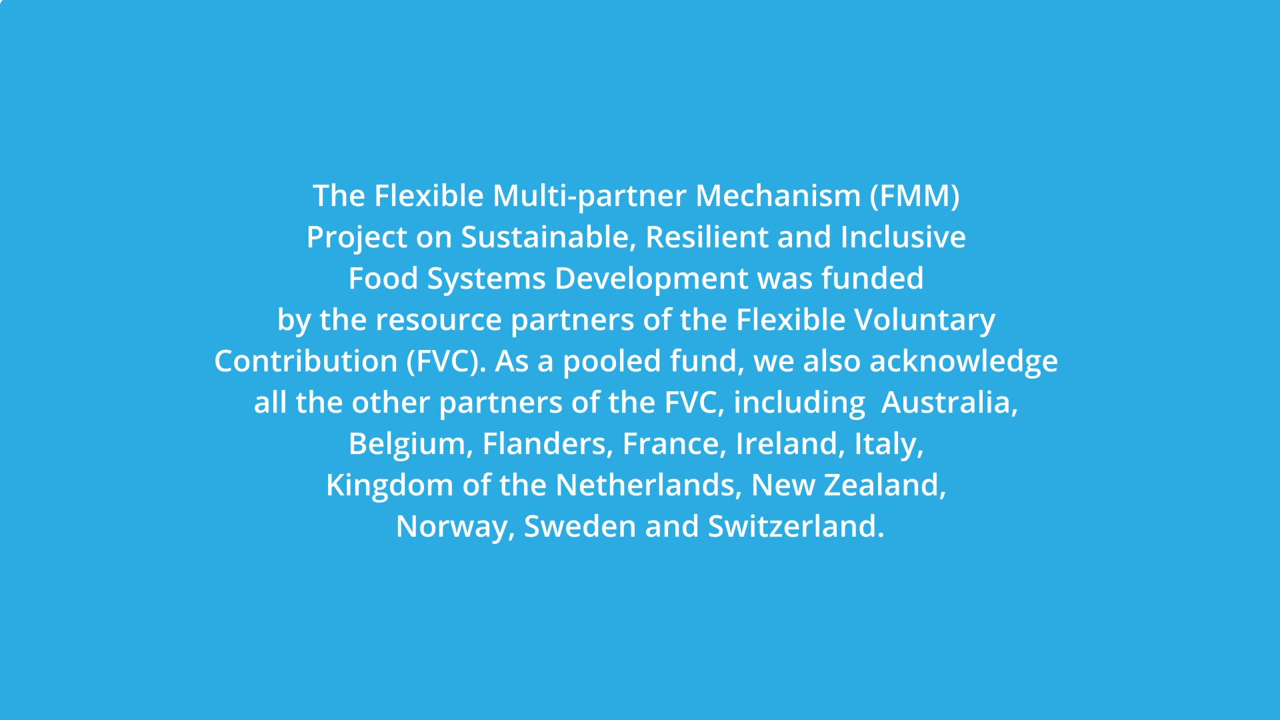 The Flexible Multi-partner Mechanism (FMM)
Project on Sustainable, Resilient and Inclusive
Food Systems Development was funded
by the resource partners of the Flexible Voluntary
Contribution (FVC). As a pooled fund, we also acknowledge
all the other partners of the FVC, including  Australia,
Belgium, Flanders, France, Ireland, Italy,
Kingdom of the Netherlands, New Zealand,
Norway, Sweden and Switzerland.